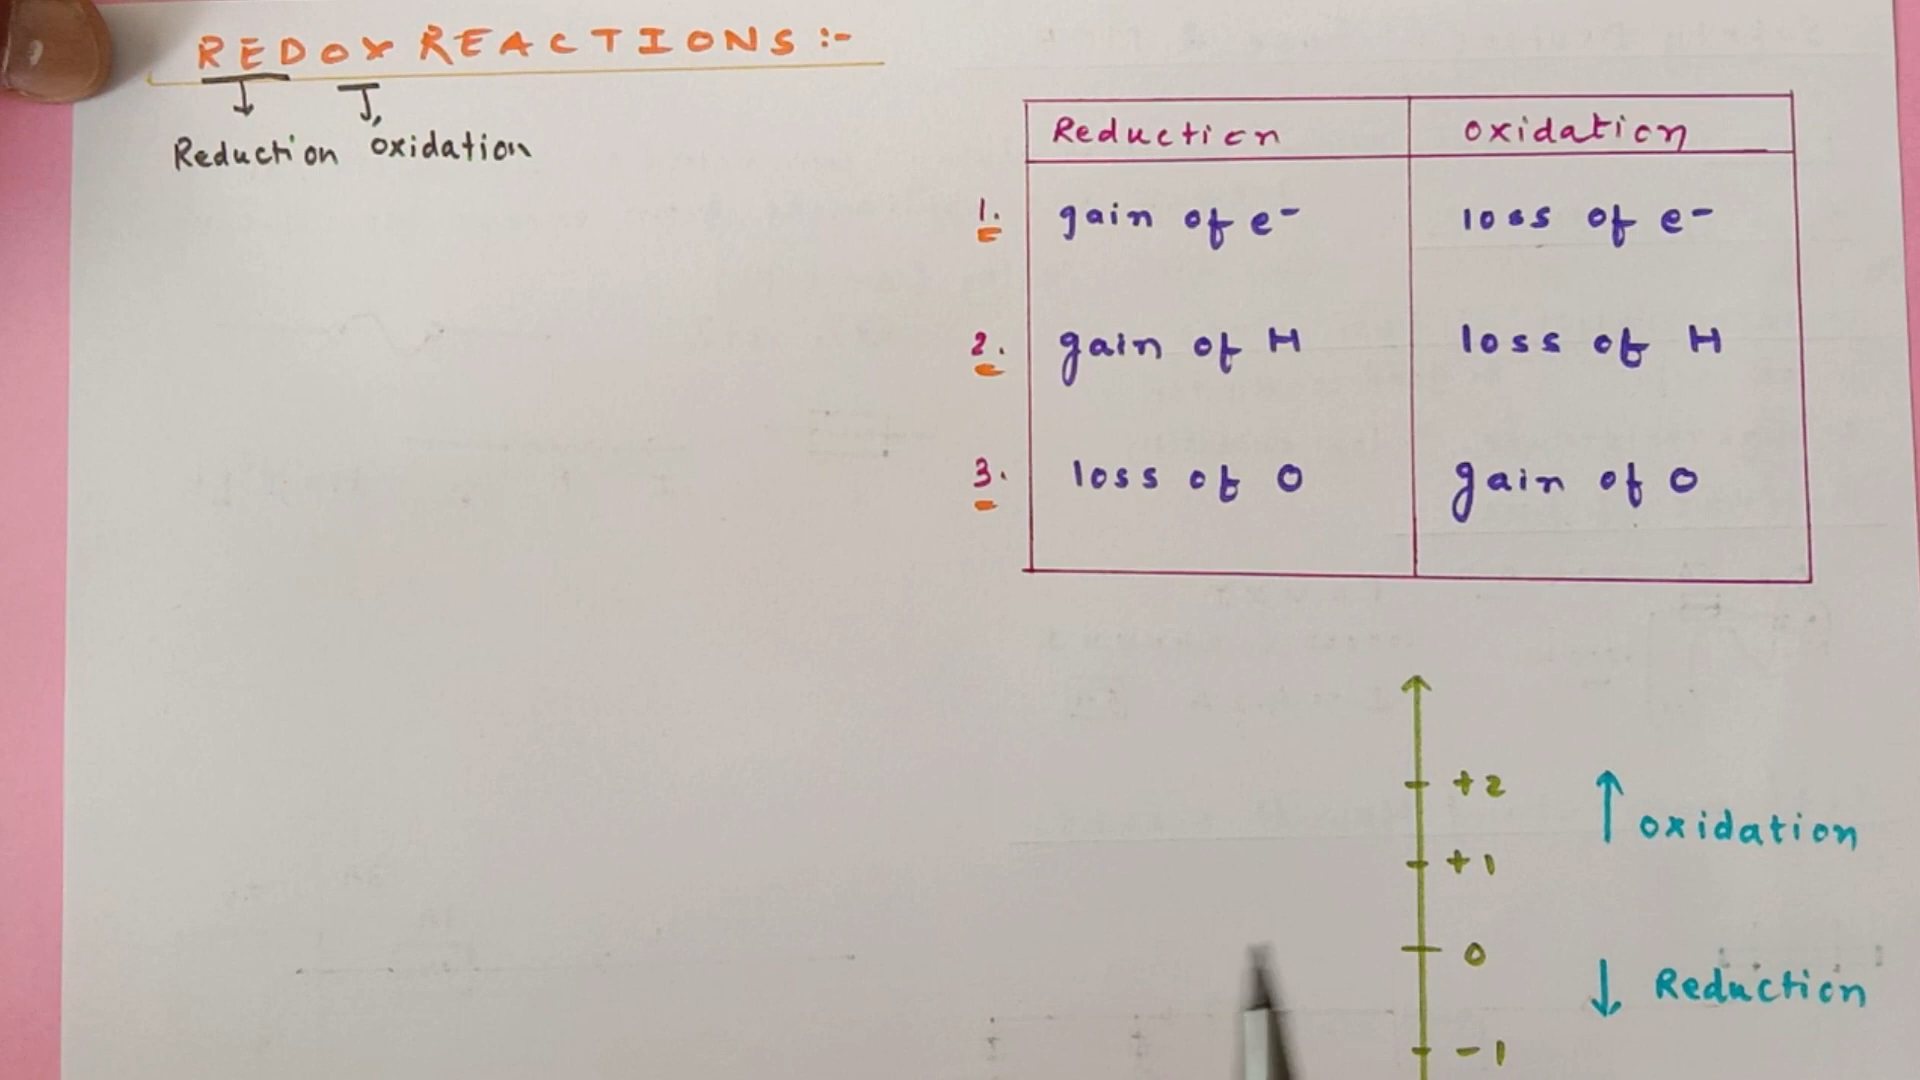 REDOX REACTIONS :-
Reduction oxidation
Reduction oxidation
1. gain of e- loss of e-
2. gain of H loss of H
3. loss of O gain of O
+2
oxidation
+1
0
Reduction
-1